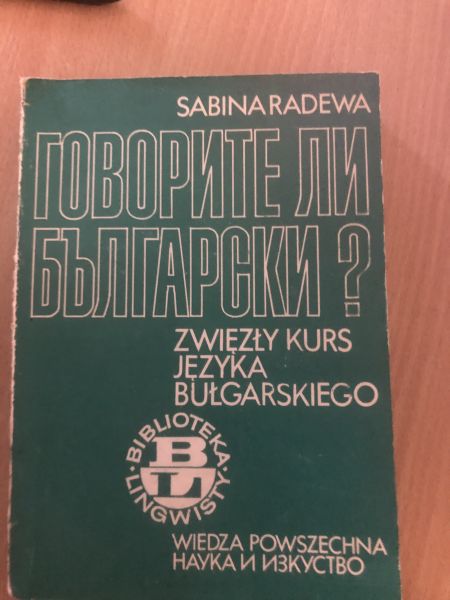 SABINA RADEWA
ГОВОРИТЕ ЛИ
БЪЛГАРСКИ?
ZWIĘZŁY KURS
JĘZYKA
BUŁGARSKIEGO
·BIBLIOTEKA·
BL
LINGWISTY
WIEDZA POWSZECHNA
НАУКА И ИЗКУСТВО